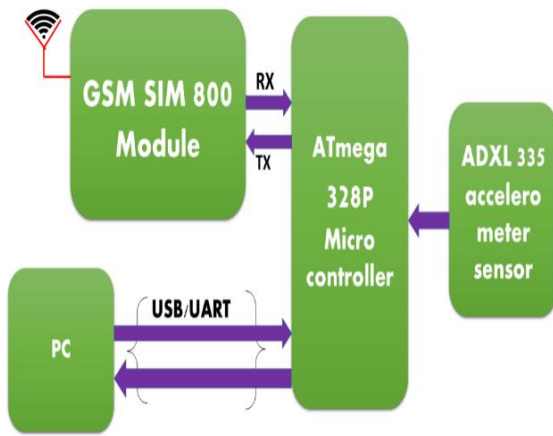 GSM SIM 800
Module
RX
TX
ATmega
328P
Micro
controller
ADXL 335
accelero
meter
sensor
PC
USB/UART